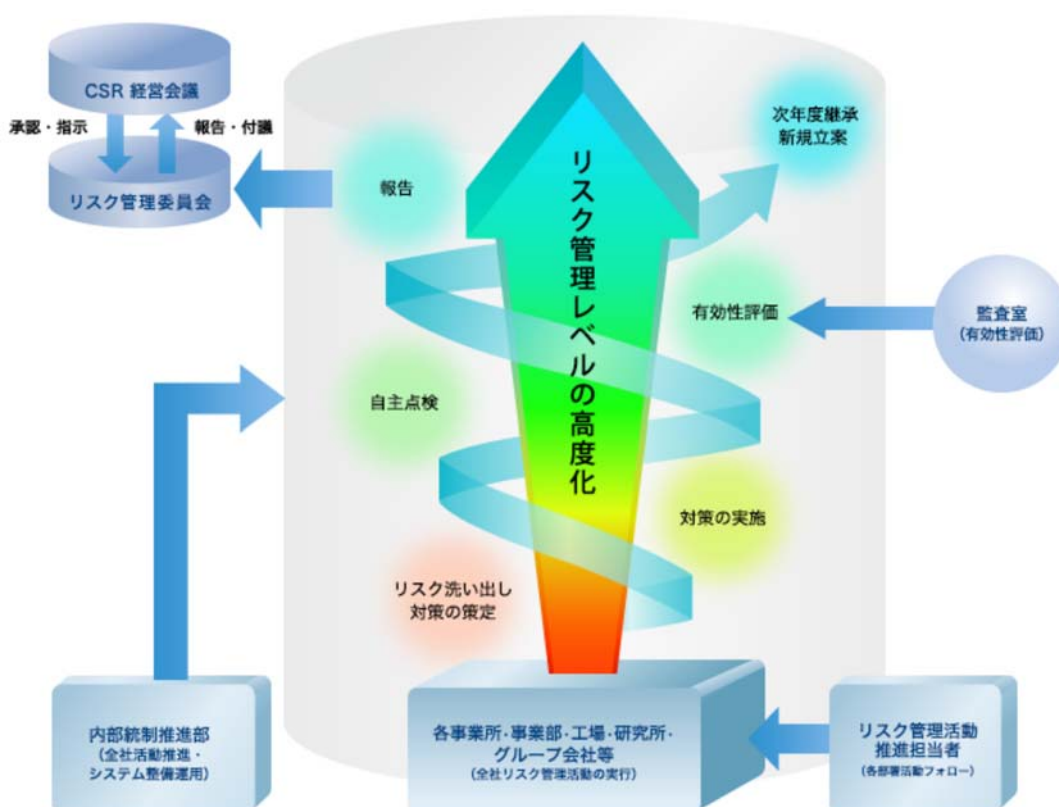 CSR 経営会議
承認・指示
報告・付議
リスク管理委員会
報告
次年度継承
新規立案
リスク管理レベルの高度化
有効性評価
監査室
(有効性評価)
自主点検
対策の実施
リスク洗い出し
対策の策定
内部統制推進部
(全社活動推進・
システム整備運用)
各事業所・事業部・工場・研究所・
グループ会社等
(全社リスク管理活動の実行)
リスク管理活動
推進担当者
(各部署活動フォロー)